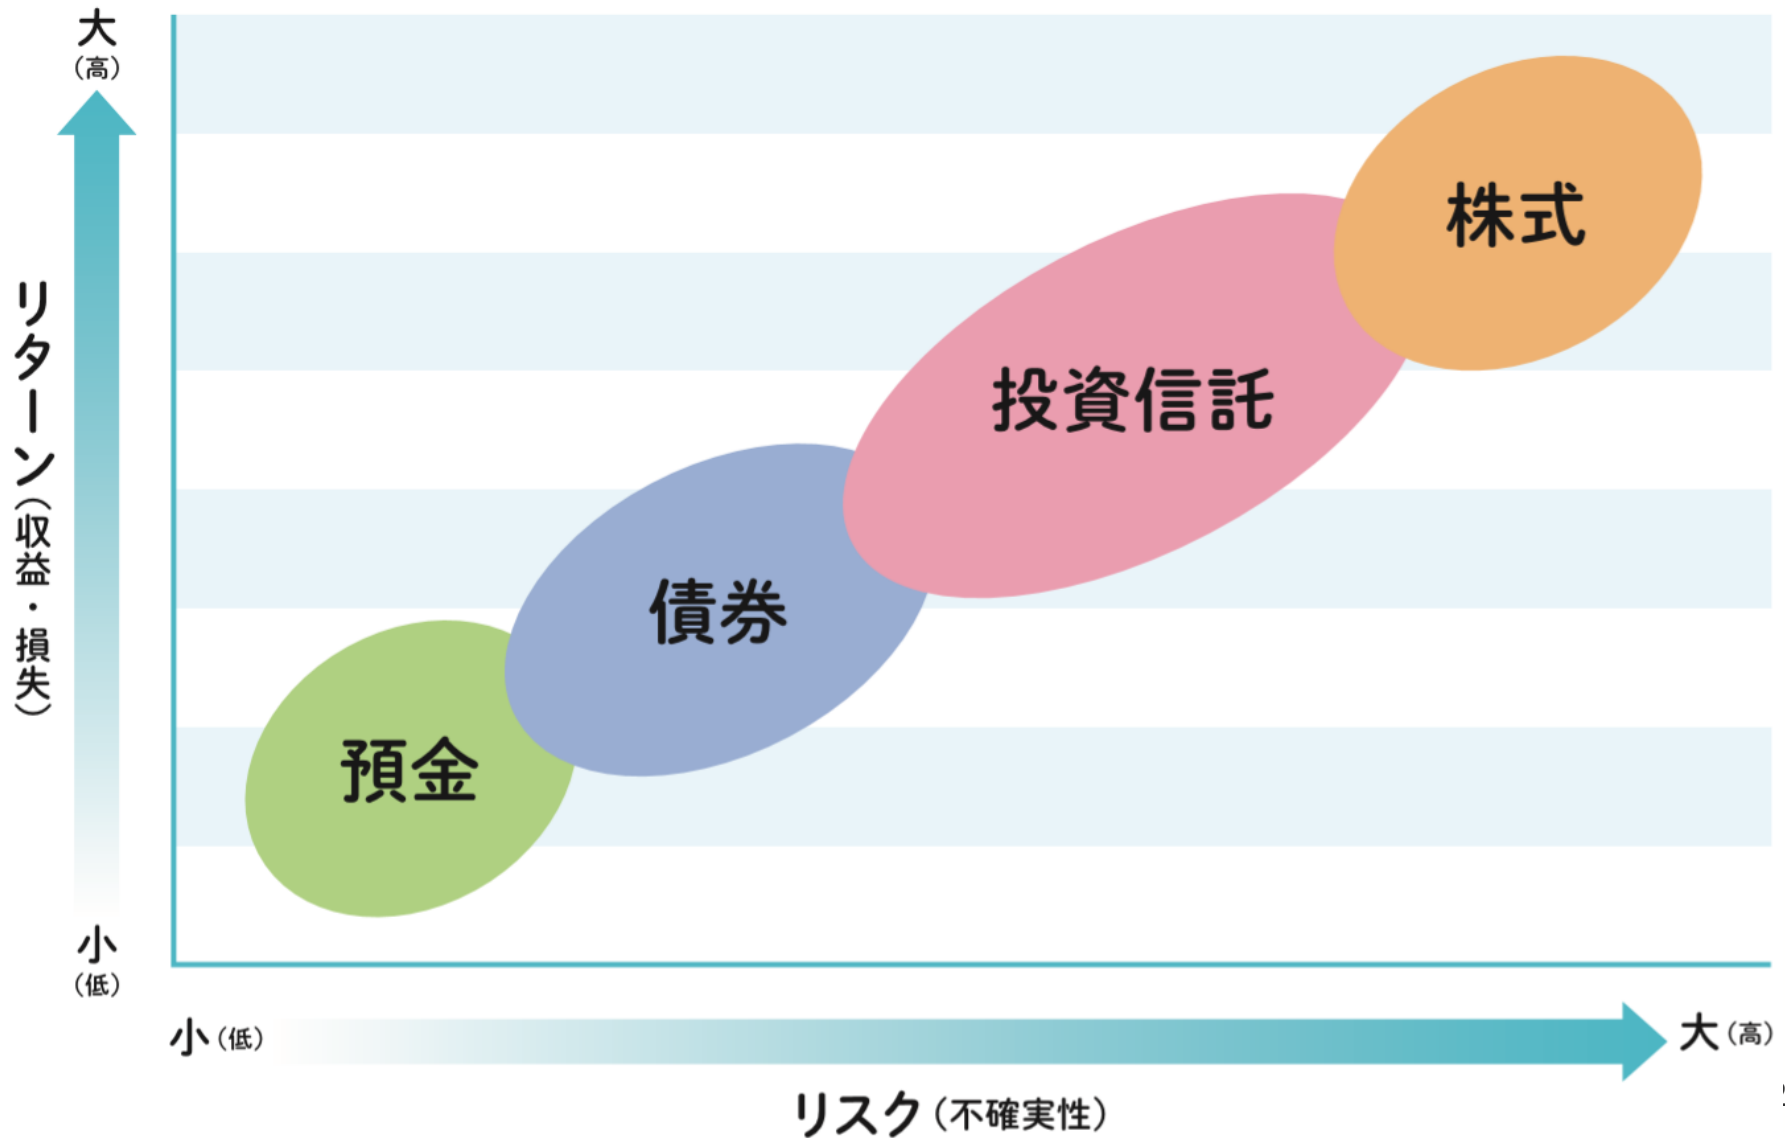 大
（高）
リターン（収益・損失）
小
（低）
株式
投資信託
債券
預金
小（低）
大（高）
リスク（不確実性）